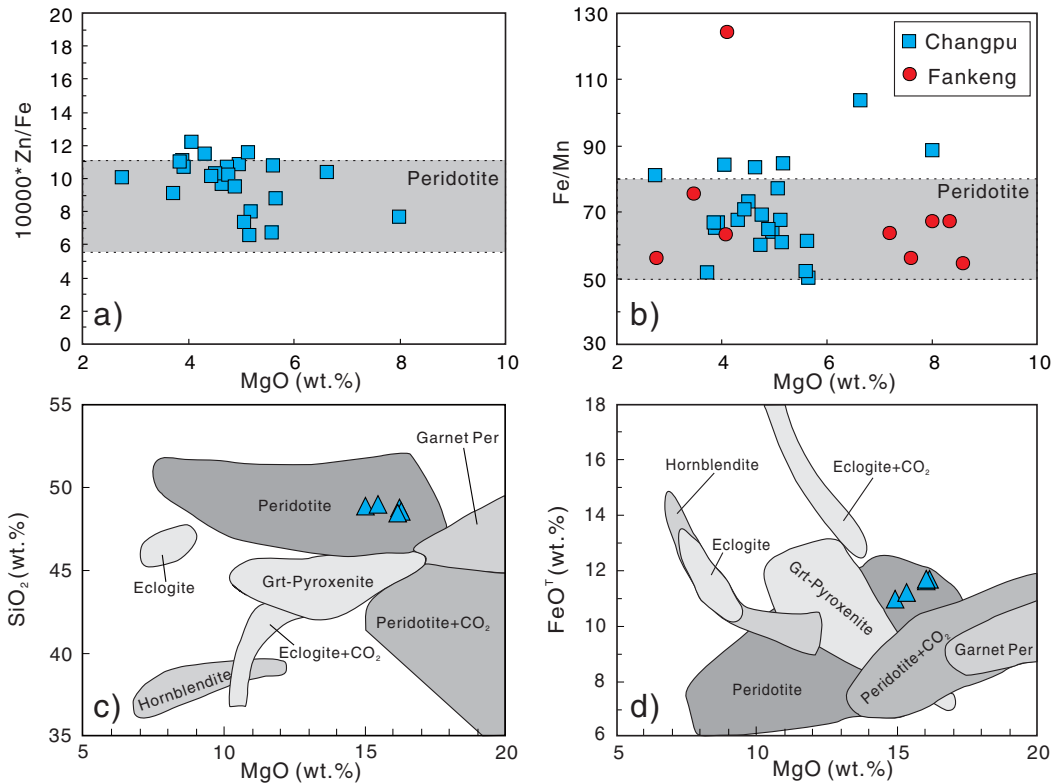 a)
20
18
16
14
12
10
8
6
4
2
0
10000* Zn/Fe
Peridotite
2 4 6 8 10
MgO (wt.%)
b)
130
110
90
70
50
30
Fe/Mn
Changpu
Fankeng
Peridotite
2 4 6 8 10
MgO (wt.%)
c)
55
50
45
40
35
SiO₂ (wt.%)
Garnet Per
Peridotite
Eclogite
Grt-Pyroxenite
Peridotite+CO₂
Eclogite+CO₂
Hornblendite
5 10 15 20
MgO (wt.%)
d)
18
16
14
12
10
8
6
FeOᵀ (wt.%)
Hornblendite
Eclogite+CO₂
Eclogite
Grt-Pyroxenite
Peridotite+CO₂
Garnet Per
Peridotite
5 10 15 20
MgO (wt.%)